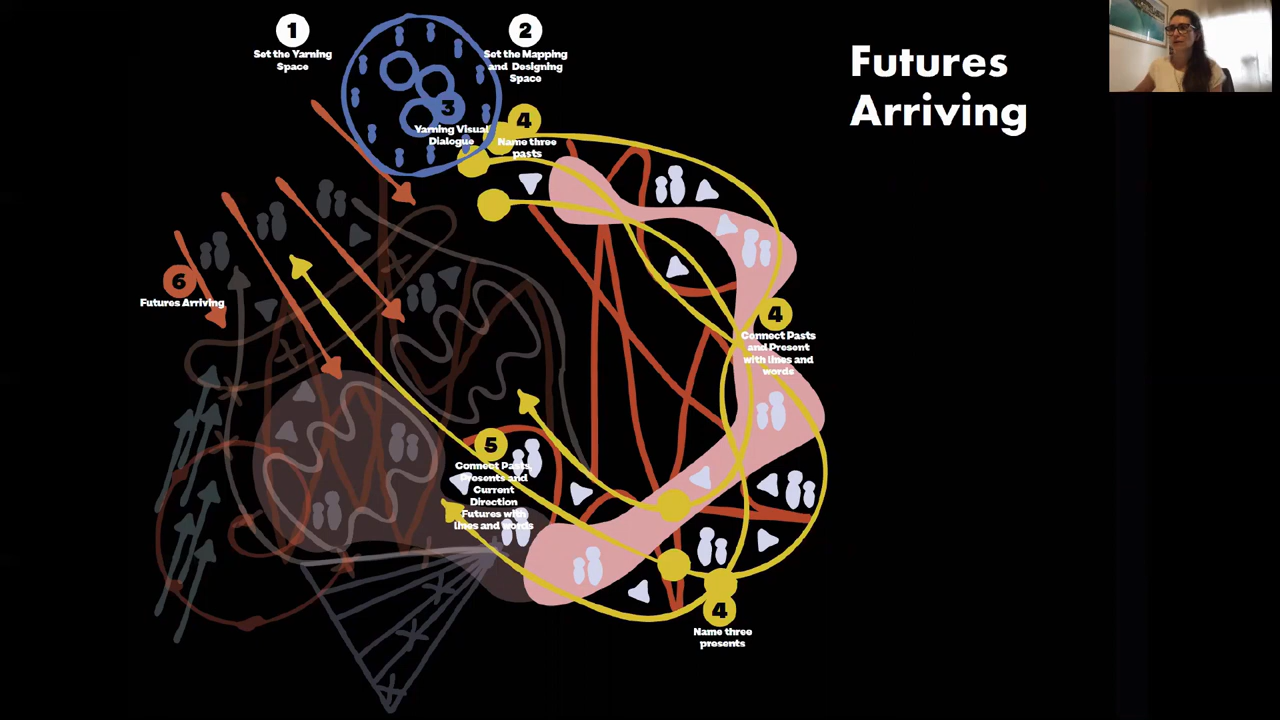 1
Set the Yarning
Space
2
Set the Mapping
and Designing
Space
Futures
Arriving
3
Yarning Visual
Dialogue
4
Name three
pasts
6
Futures Arriving
4
Connect Pasts
and Present
with lines and
words
5
Connect Pasts,
Presents and
Current
Direction
Futures with
lines and words
4
Name three
presents